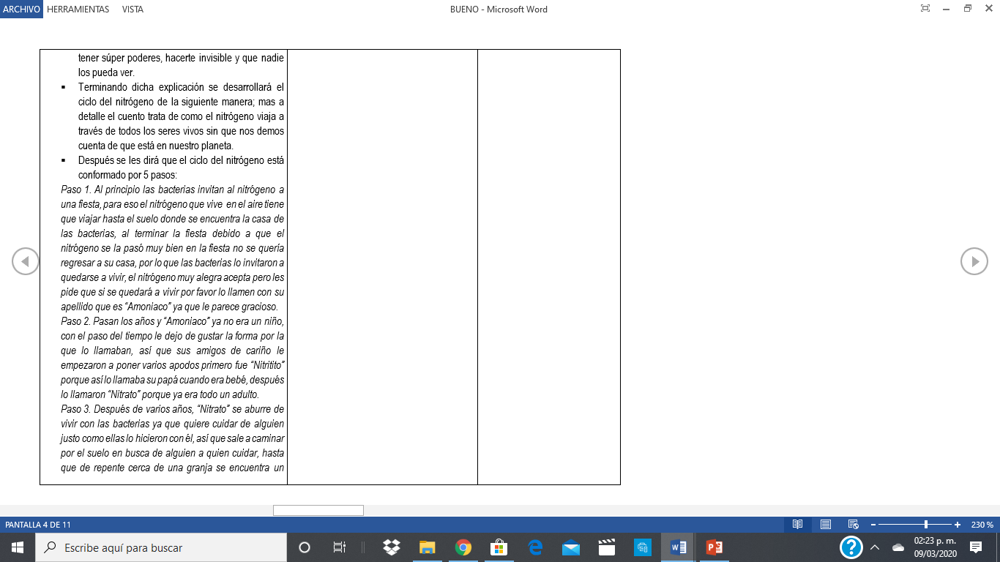 ARCHIVO HERRAMIENTAS VISTA BUENO - Microsoft Word
tener súper poderes, hacerte invisible y que nadie
los pueda ver.
▪ Terminando dicha explicación se desarrollará el
ciclo del nitrógeno de la siguiente manera; mas a
detalle el cuento trata de como el nitrógeno viaja a
través de todos los seres vivos sin que nos demos
cuenta de que está en nuestro planeta.
▪ Después se les dirá que el ciclo del nitrógeno está
conformado por 5 pasos:
Paso 1. Al principio las bacterias invitan al nitrógeno a
una fiesta, para eso el nitrógeno que vive en el aire tiene
que viajar hasta el suelo donde se encuentra la casa de
las bacterias, al terminar la fiesta debido a que el
nitrógeno se la pasó muy bien en la fiesta no se quería
regresar a su casa, por lo que las bacterias lo invitaron a
quedarse a vivir, el nitrógeno muy alegra acepta pero les
pide que si se quedará a vivir por favor lo llamen con su
apellido que es “Amoniaco” ya que le parece gracioso.
Paso 2. Pasan los años y “Amoniaco” ya no era un niño,
con el paso del tiempo le dejo de gustar la forma por la
que lo llamaban, así que sus amigos de cariño le
empezaron a poner varios apodos primero fue “Nitritito”
porque así lo llamaba su papá cuando era bebé, después
lo llamaron “Nitrato” porque ya era todo un adulto.
Paso 3. Después de varios años, “Nitrato” se aburre de
vivir con las bacterias ya que quiere cuidar de alguien
justo como ellas lo hicieron con él, así que sale a caminar
por el suelo en busca de alguien a quien cuidar, hasta
que de repente cerca de una granja se encuentra un
PANTALLA 4 DE 11 230 %
Escribe aquí para buscar
02:23 p. m.
09/03/2020